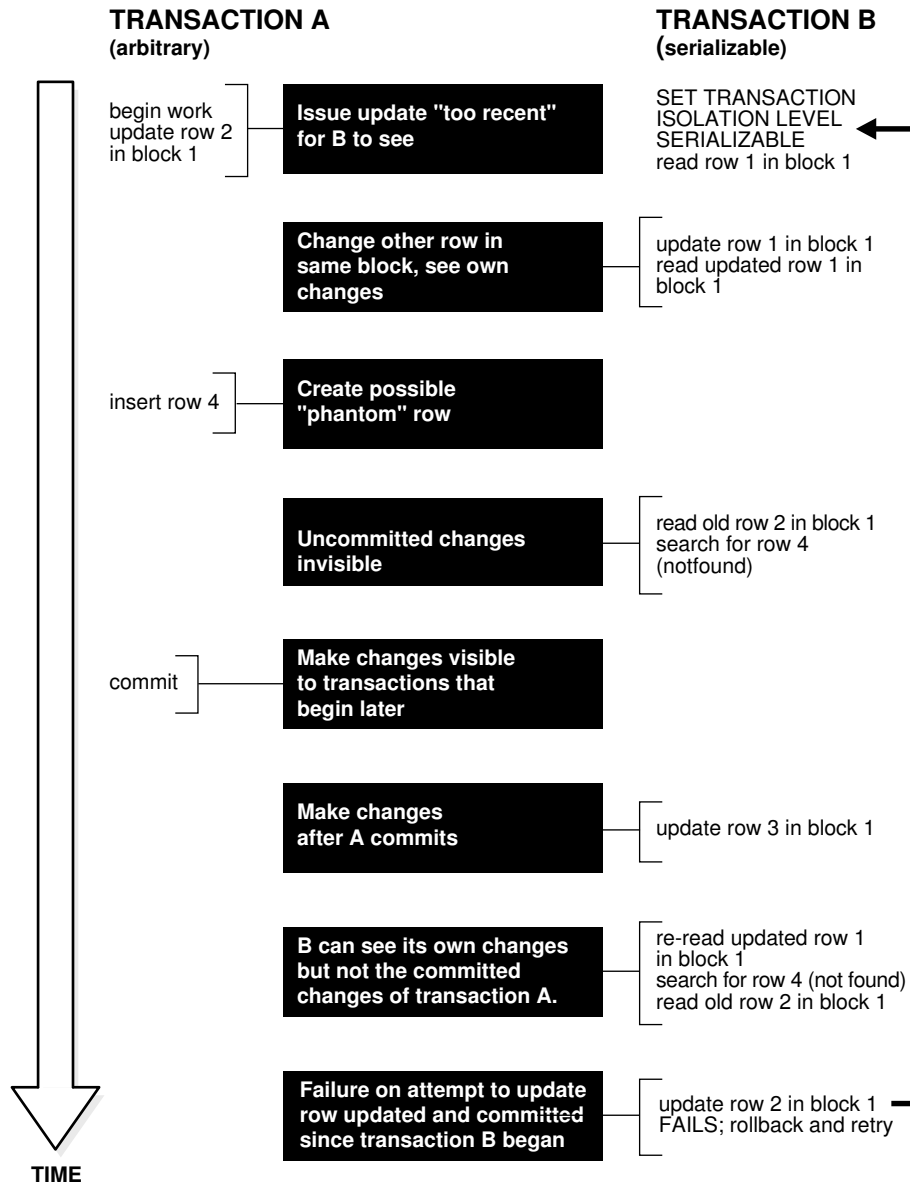 TRANSACTION A
(arbitrary)
TRANSACTION B
(serializable)
begin work
update row 2
in block 1
Issue update "too recent"
for B to see
SET TRANSACTION
ISOLATION LEVEL
SERIALIZABLE
read row 1 in block 1
Change other row in
same block, see own
changes
update row 1 in block 1
read updated row 1 in
block 1
insert row 4
Create possible
"phantom" row
Uncommitted changes
invisible
read old row 2 in block 1
search for row 4
(notfound)
commit
Make changes visible
to transactions that
begin later
Make changes
after A commits
update row 3 in block 1
B can see its own changes
but not the committed
changes of transaction A.
re-read updated row 1
in block 1
search for row 4 (not found)
read old row 2 in block 1
Failure on attempt to update
row updated and committed
since transaction B began
update row 2 in block 1
FAILS; rollback and retry
TIME